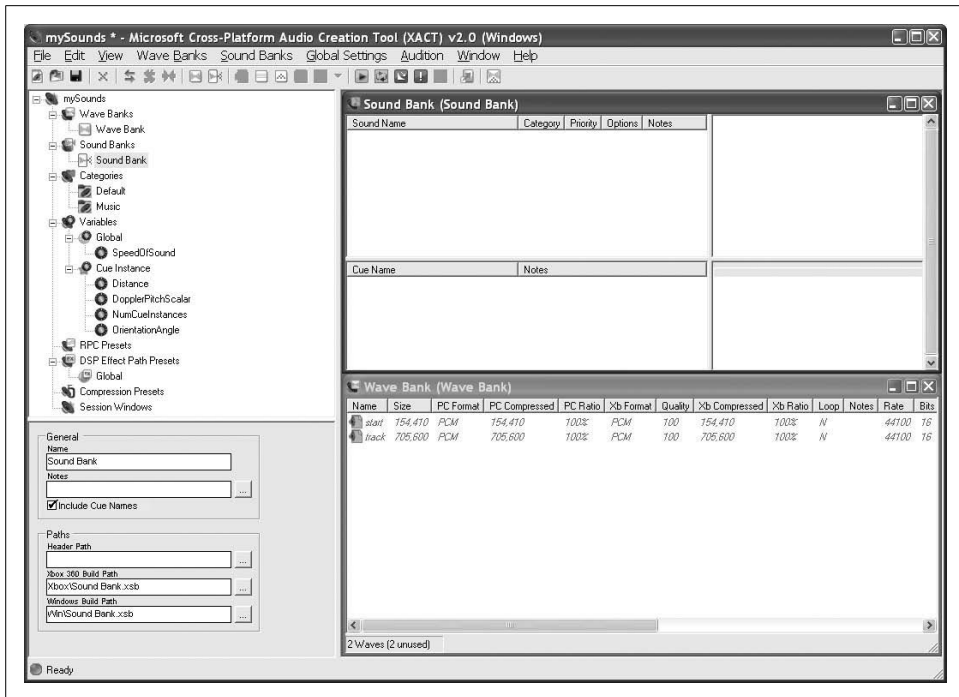 mySounds * - Microsoft Cross-Platform Audio Creation Tool (XACT) v2.0 (Windows)
File Edit View Wave Banks Sound Banks Global Settings Audition Window Help
mySounds
Wave Banks
Wave Bank
Sound Banks
Sound Bank
Categories
Default
Music
Variables
Global
SpeedOfSound
Cue Instance
Distance
DopplerPitchScalar
NumCueInstances
OrientationAngle
RPC Presets
DSP Effect Path Presets
Global
Compression Presets
Session Windows
General
Name
Sound Bank
Notes
...
Include Cue Names
Paths
Header Path
...
Xbox 360 Build Path
Xbox\Sound Bank.xsb
...
Windows Build Path
Win\Sound Bank.xsb
...
Sound Bank (Sound Bank)
Sound Name Category Priority Options Notes
Cue Name Notes
Wave Bank (Wave Bank)
Name Size PC Format PC Compressed PC Ratio Xb Format Quality Xb Compressed Xb Ratio Loop Notes Rate Bits
start 154,410 PCM 154,410 100% PCM 100 154,410 100% N 44100 16
track 705,600 PCM 705,600 100% PCM 100 705,600 100% N 44100 16
2 Waves (2 unused)
Ready